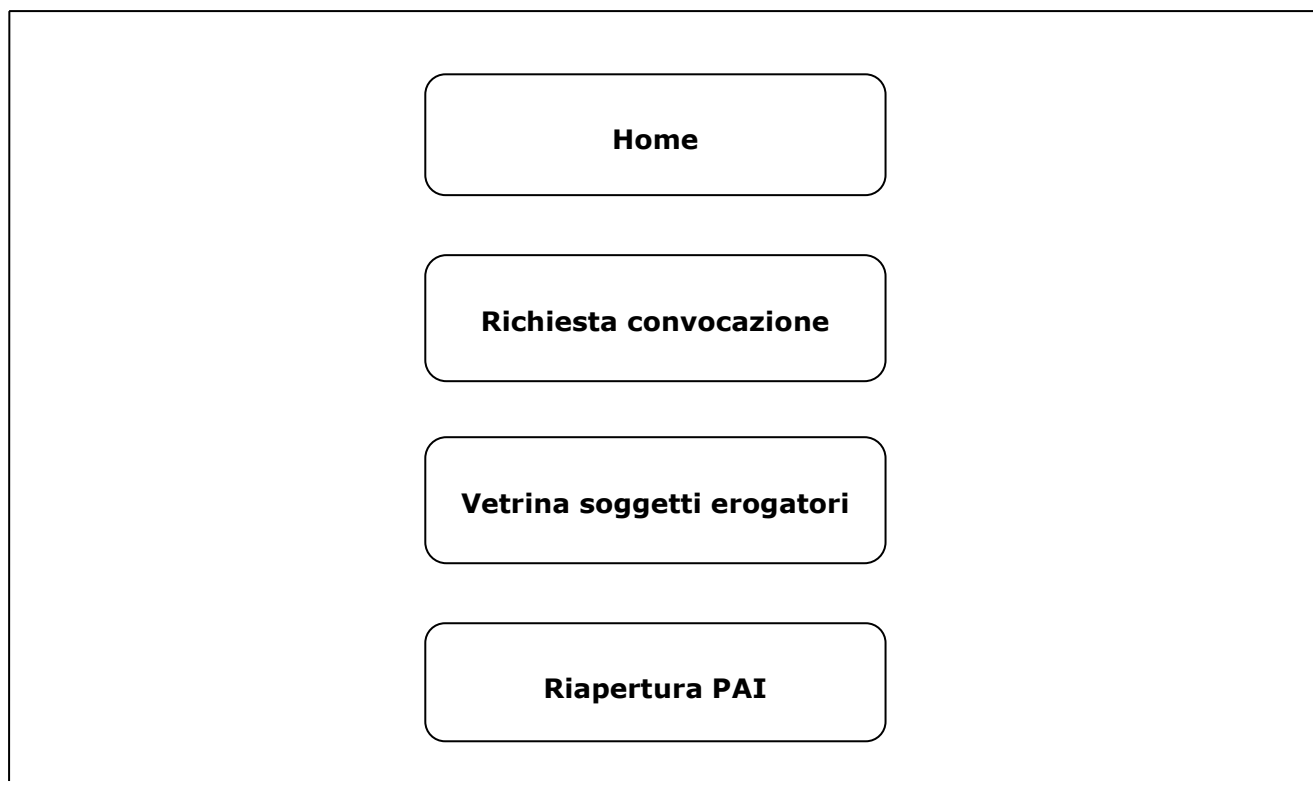 Home
Richiesta convocazione
Vetrina soggetti erogatori
Riapertura PAI